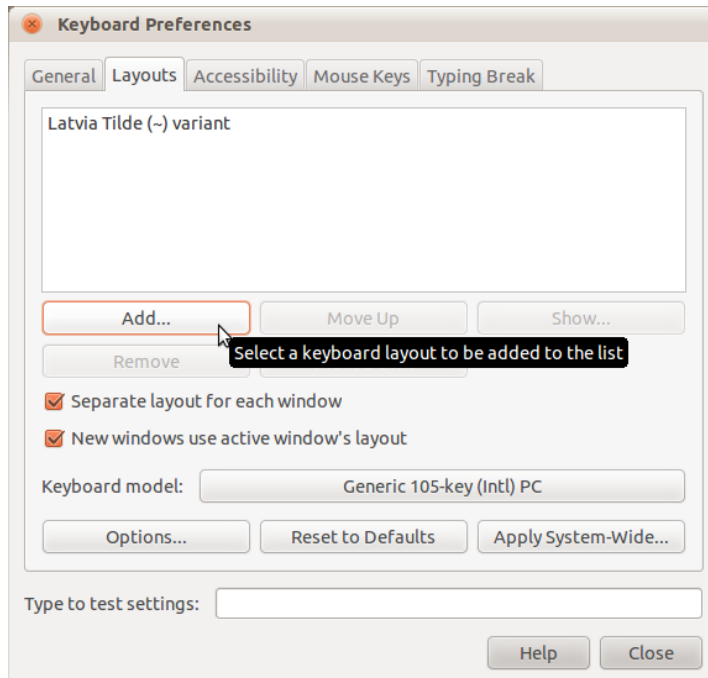 Keyboard Preferences
General Layouts Accessibility Mouse Keys Typing Break
Latvia Tilde (~) variant
Add... Move Up Show...
Select a keyboard layout to be added to the list
Remove
Separate layout for each window
New windows use active window's layout
Keyboard model: Generic 105-key (Intl) PC
Options... Reset to Defaults Apply System-Wide...
Type to test settings:
Help Close